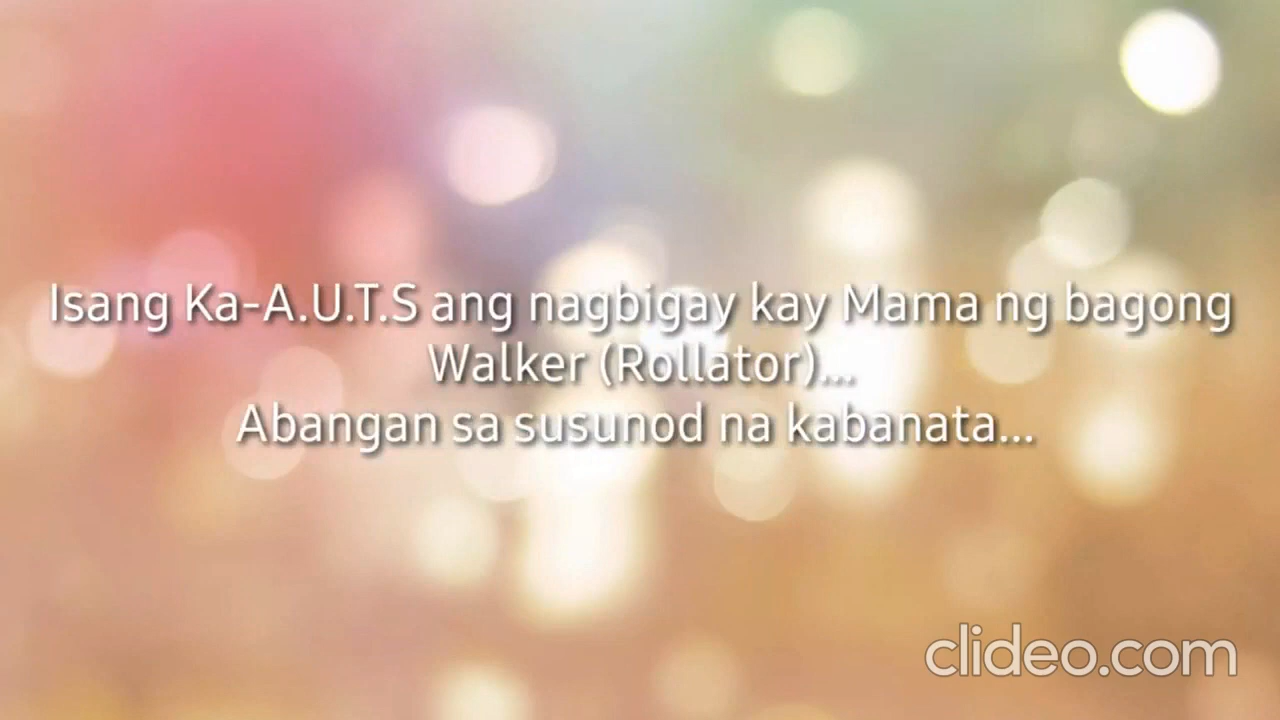 Isang Ka-A.U.T.S ang nagbigay kay Mama ng bagong
Walker (Rollator)...
Abangan sa susunod na kabanata...
clideo.com